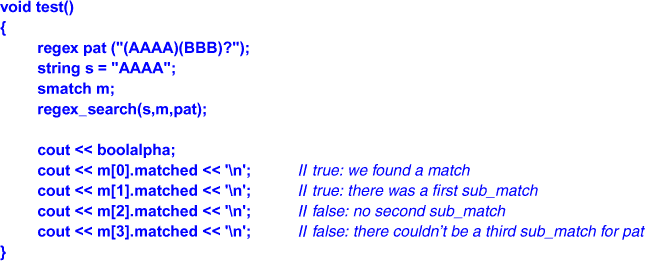 void test()
{
regex pat ("(AAAA)(BBB)?");
string s = "AAAA";
smatch m;
regex_search(s,m,pat);
cout << boolalpha;
cout << m[0].matched << '\n'; // true: we found a match
cout << m[1].matched << '\n'; // true: there was a first sub_match
cout << m[2].matched << '\n'; // false: no second sub_match
cout << m[3].matched << '\n'; // false: there couldn't be a third sub_match for pat
}